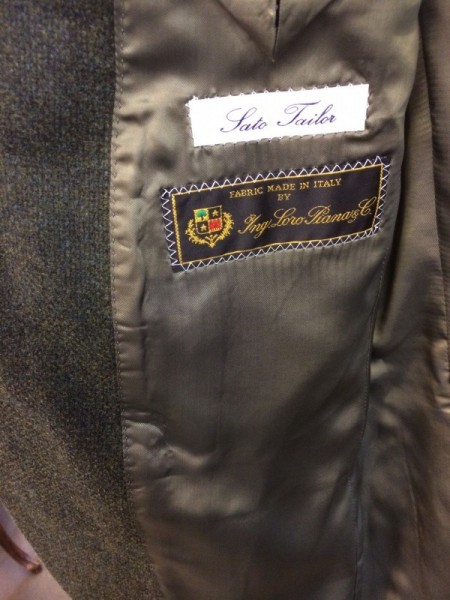 Sato Tailor
FABRIC MADE IN ITALY
BY
Ing. Loro Piana & C.